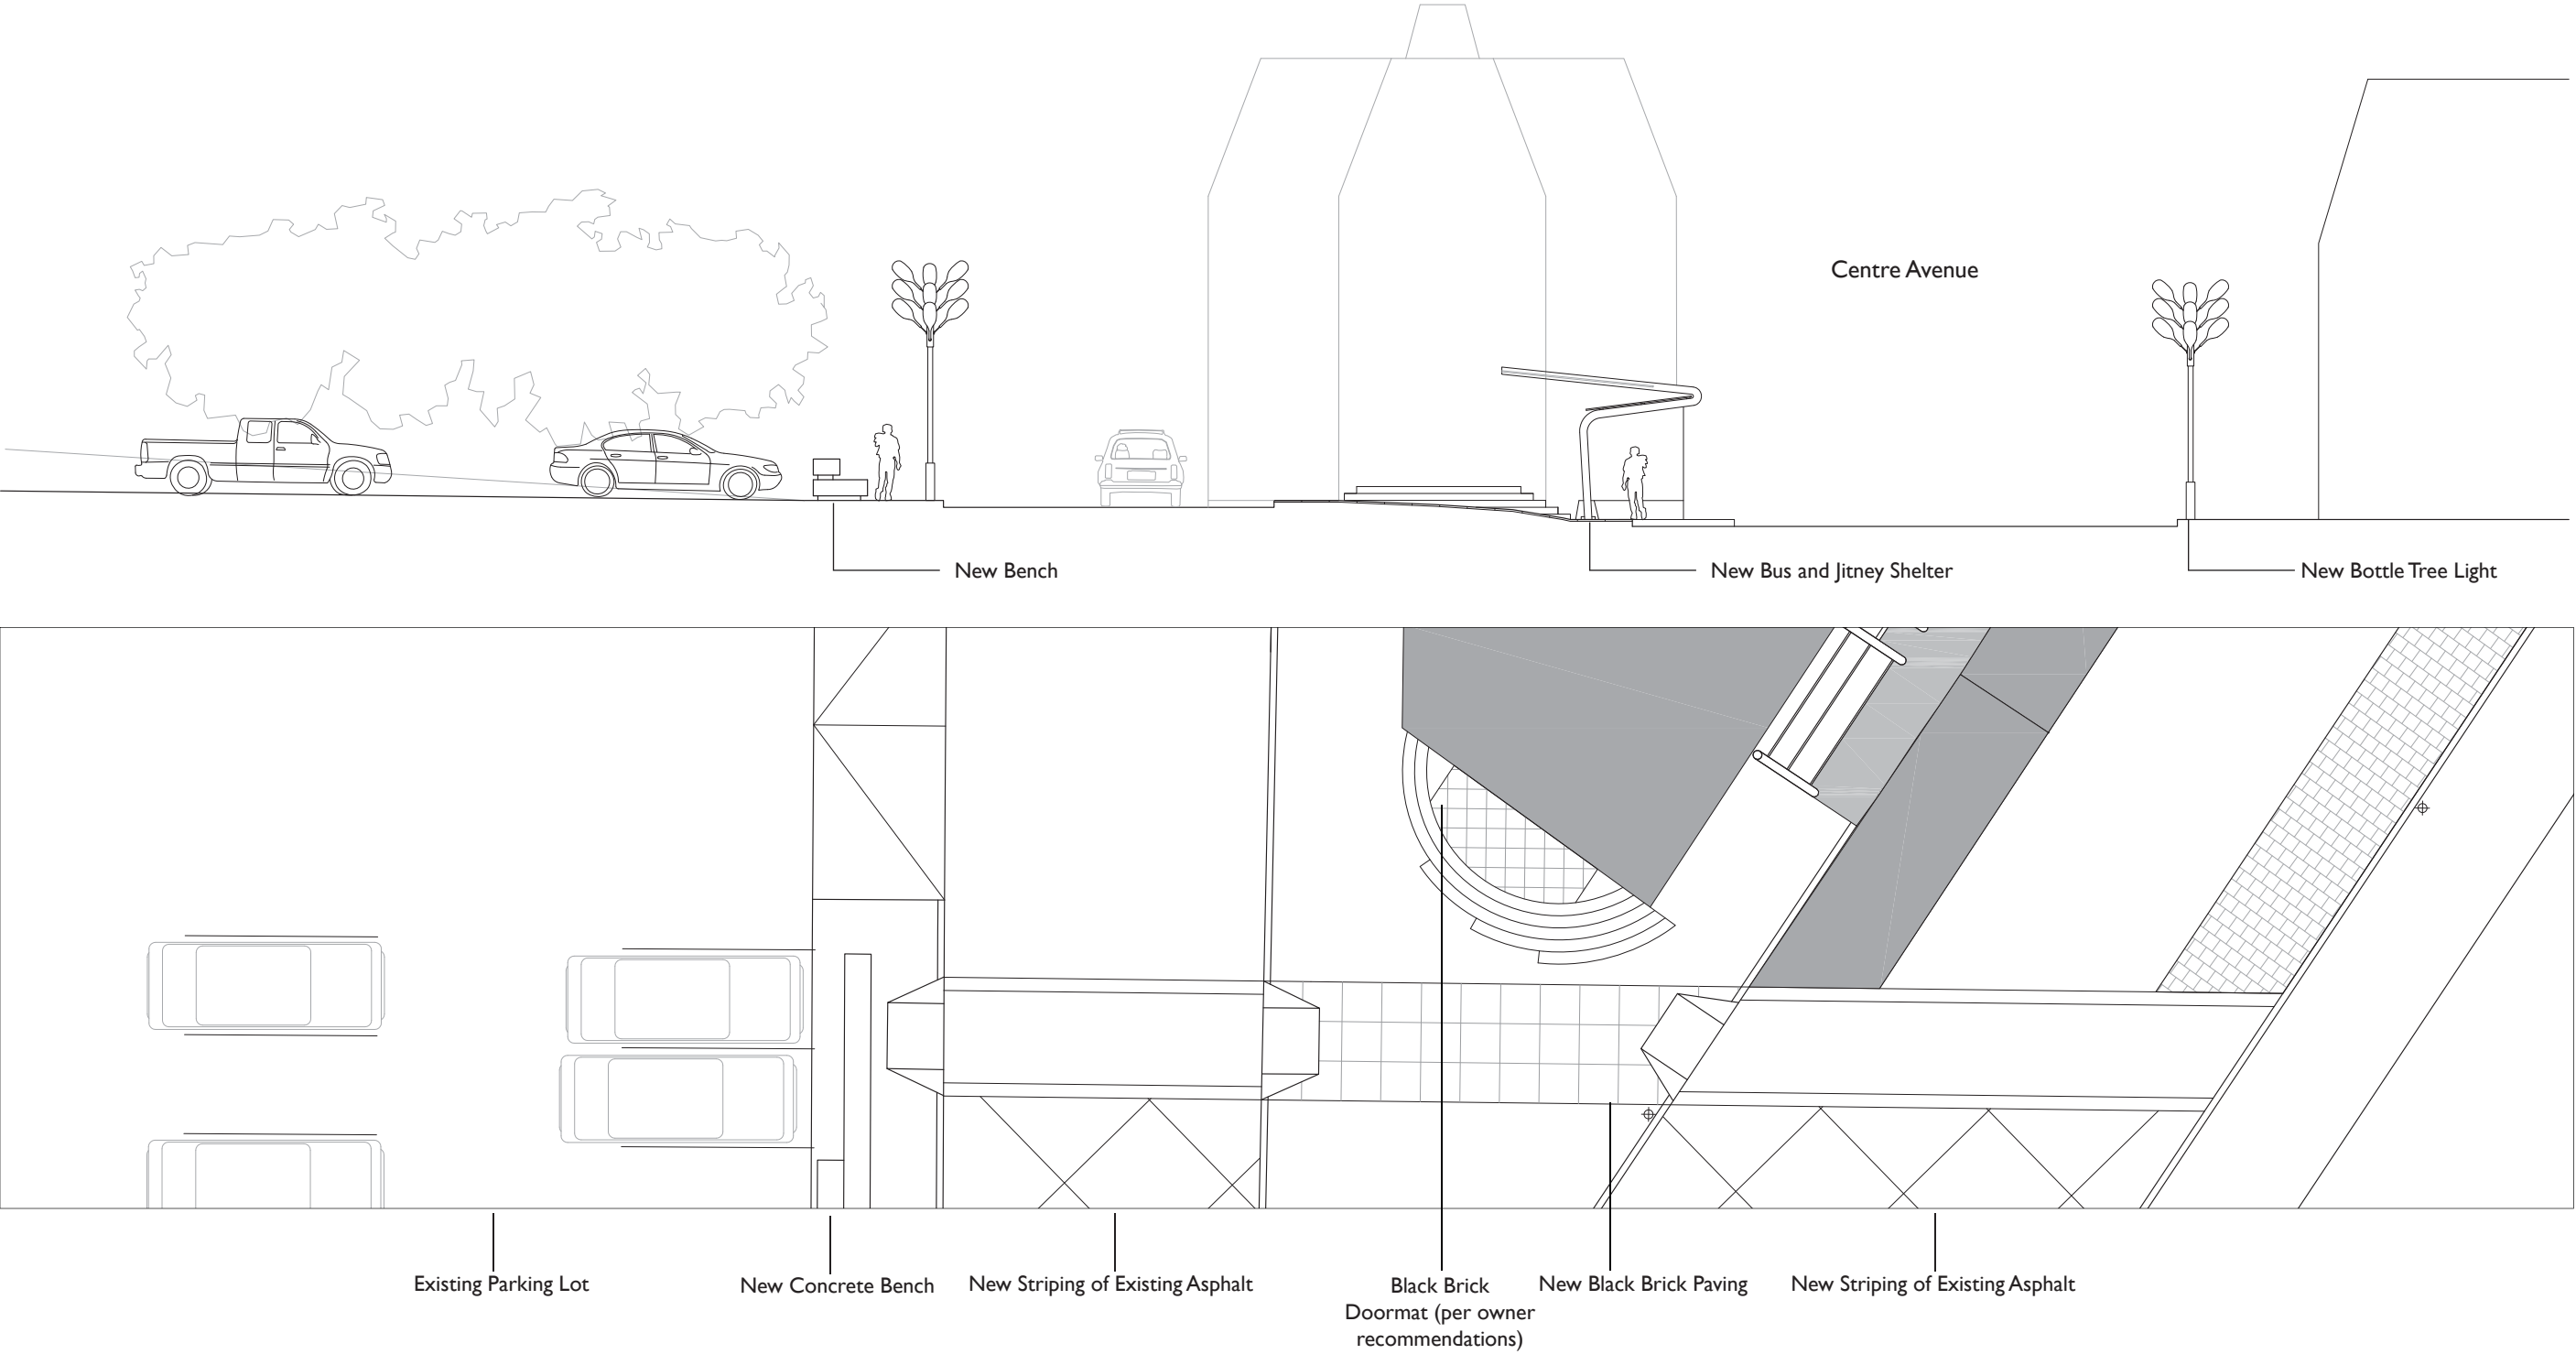 Centre Avenue
New Bench
New Bus and Jitney Shelter
New Bottle Tree Light
Existing Parking Lot
New Concrete Bench
New Striping of Existing Asphalt
Black Brick
Doormat (per owner
recommendations)
New Black Brick Paving
New Striping of Existing Asphalt